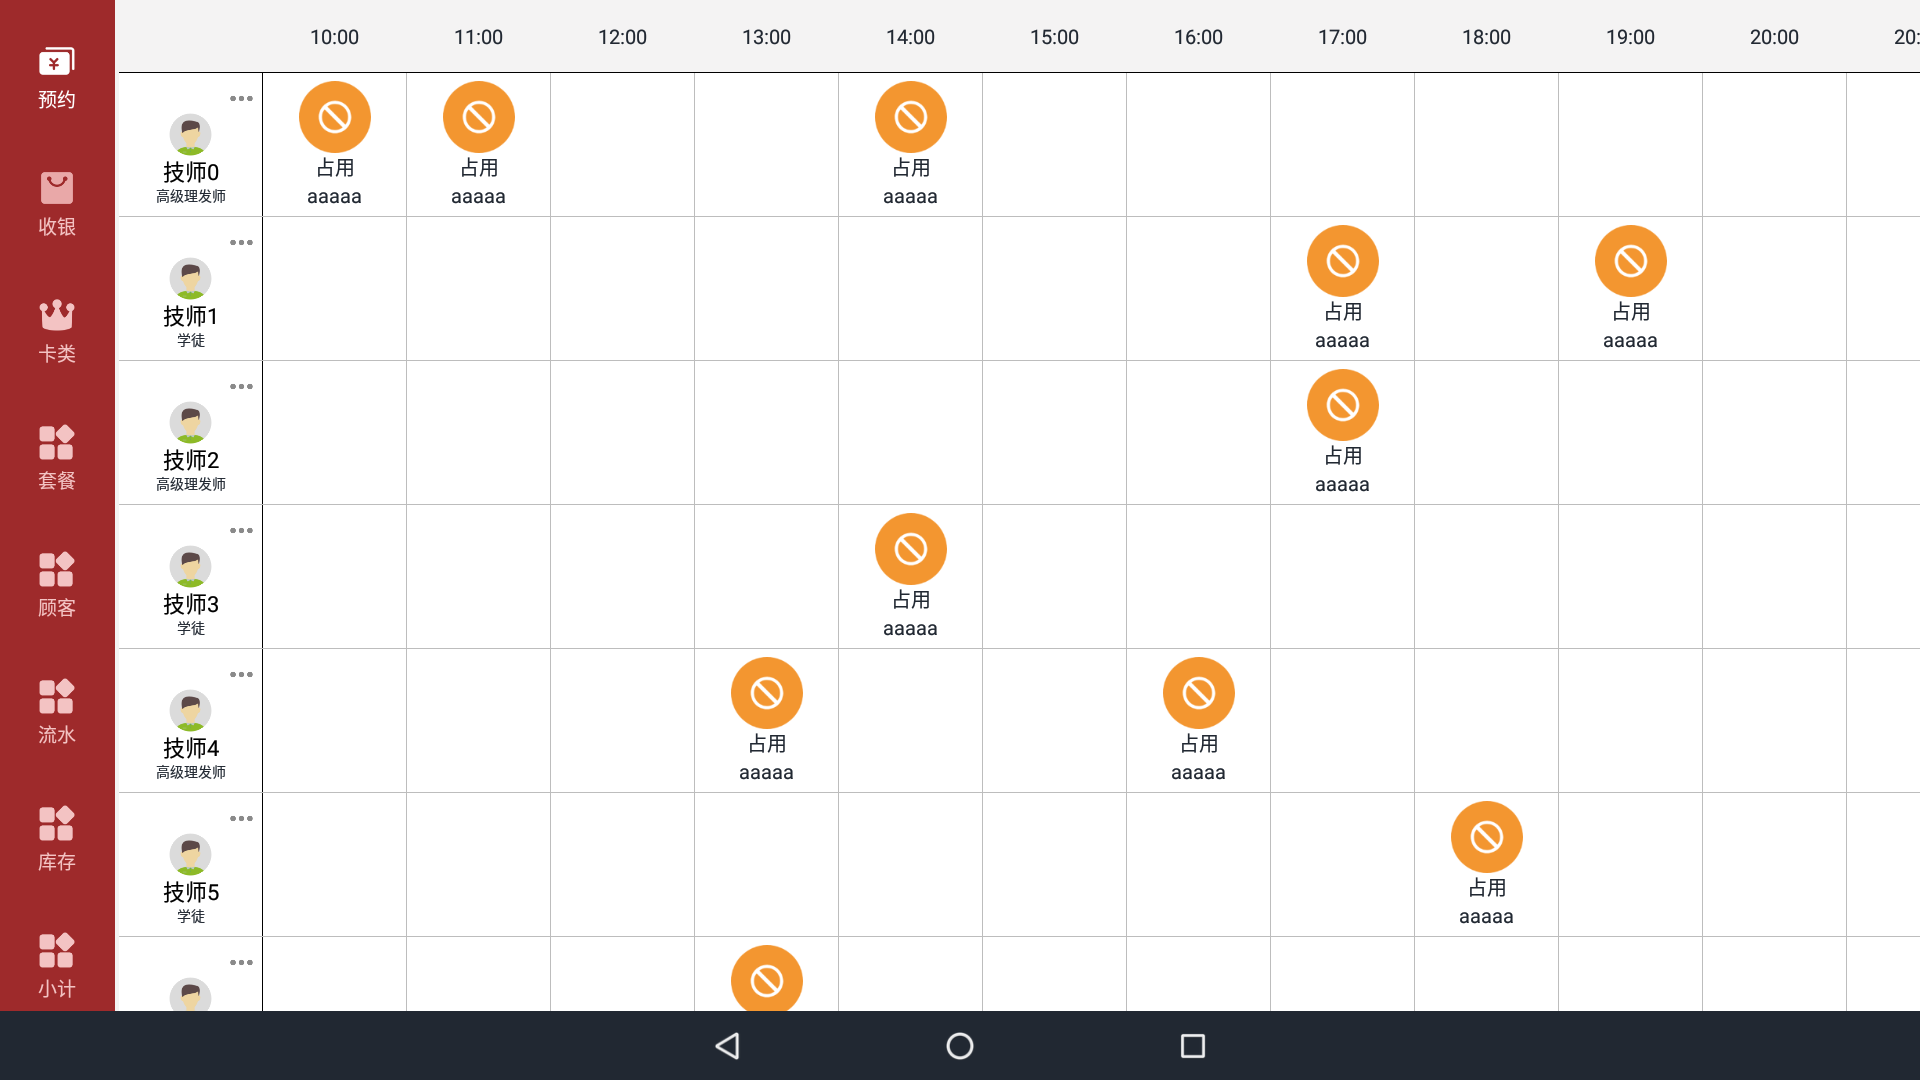 10:00 11:00 12:00 13:00 14:00 15:00 16:00 17:00 18:00 19:00 20:00 20:
预约
收银
卡类
套餐
顾客
流水
库存
小计
技师0
高级理发师
占用 占用 占用
aaaaa aaaaa aaaaa
技师1
学徒
占用 占用
aaaaa aaaaa
技师2
高级理发师
占用
aaaaa
技师3
学徒
占用
aaaaa
技师4
高级理发师
占用 占用
aaaaa aaaaa
技师5
学徒
占用
aaaaa